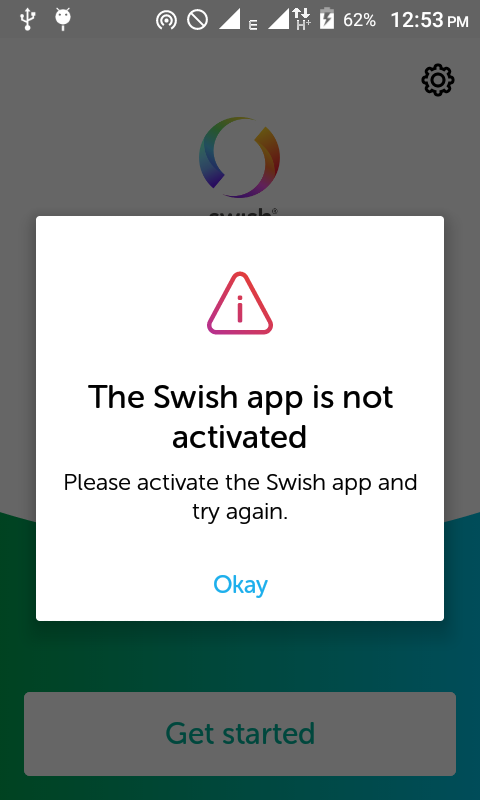 E H+ 62% 12:53 PM
swish®
The Swish app is not
activated
Please activate the Swish app and
try again.
Okay
Get started